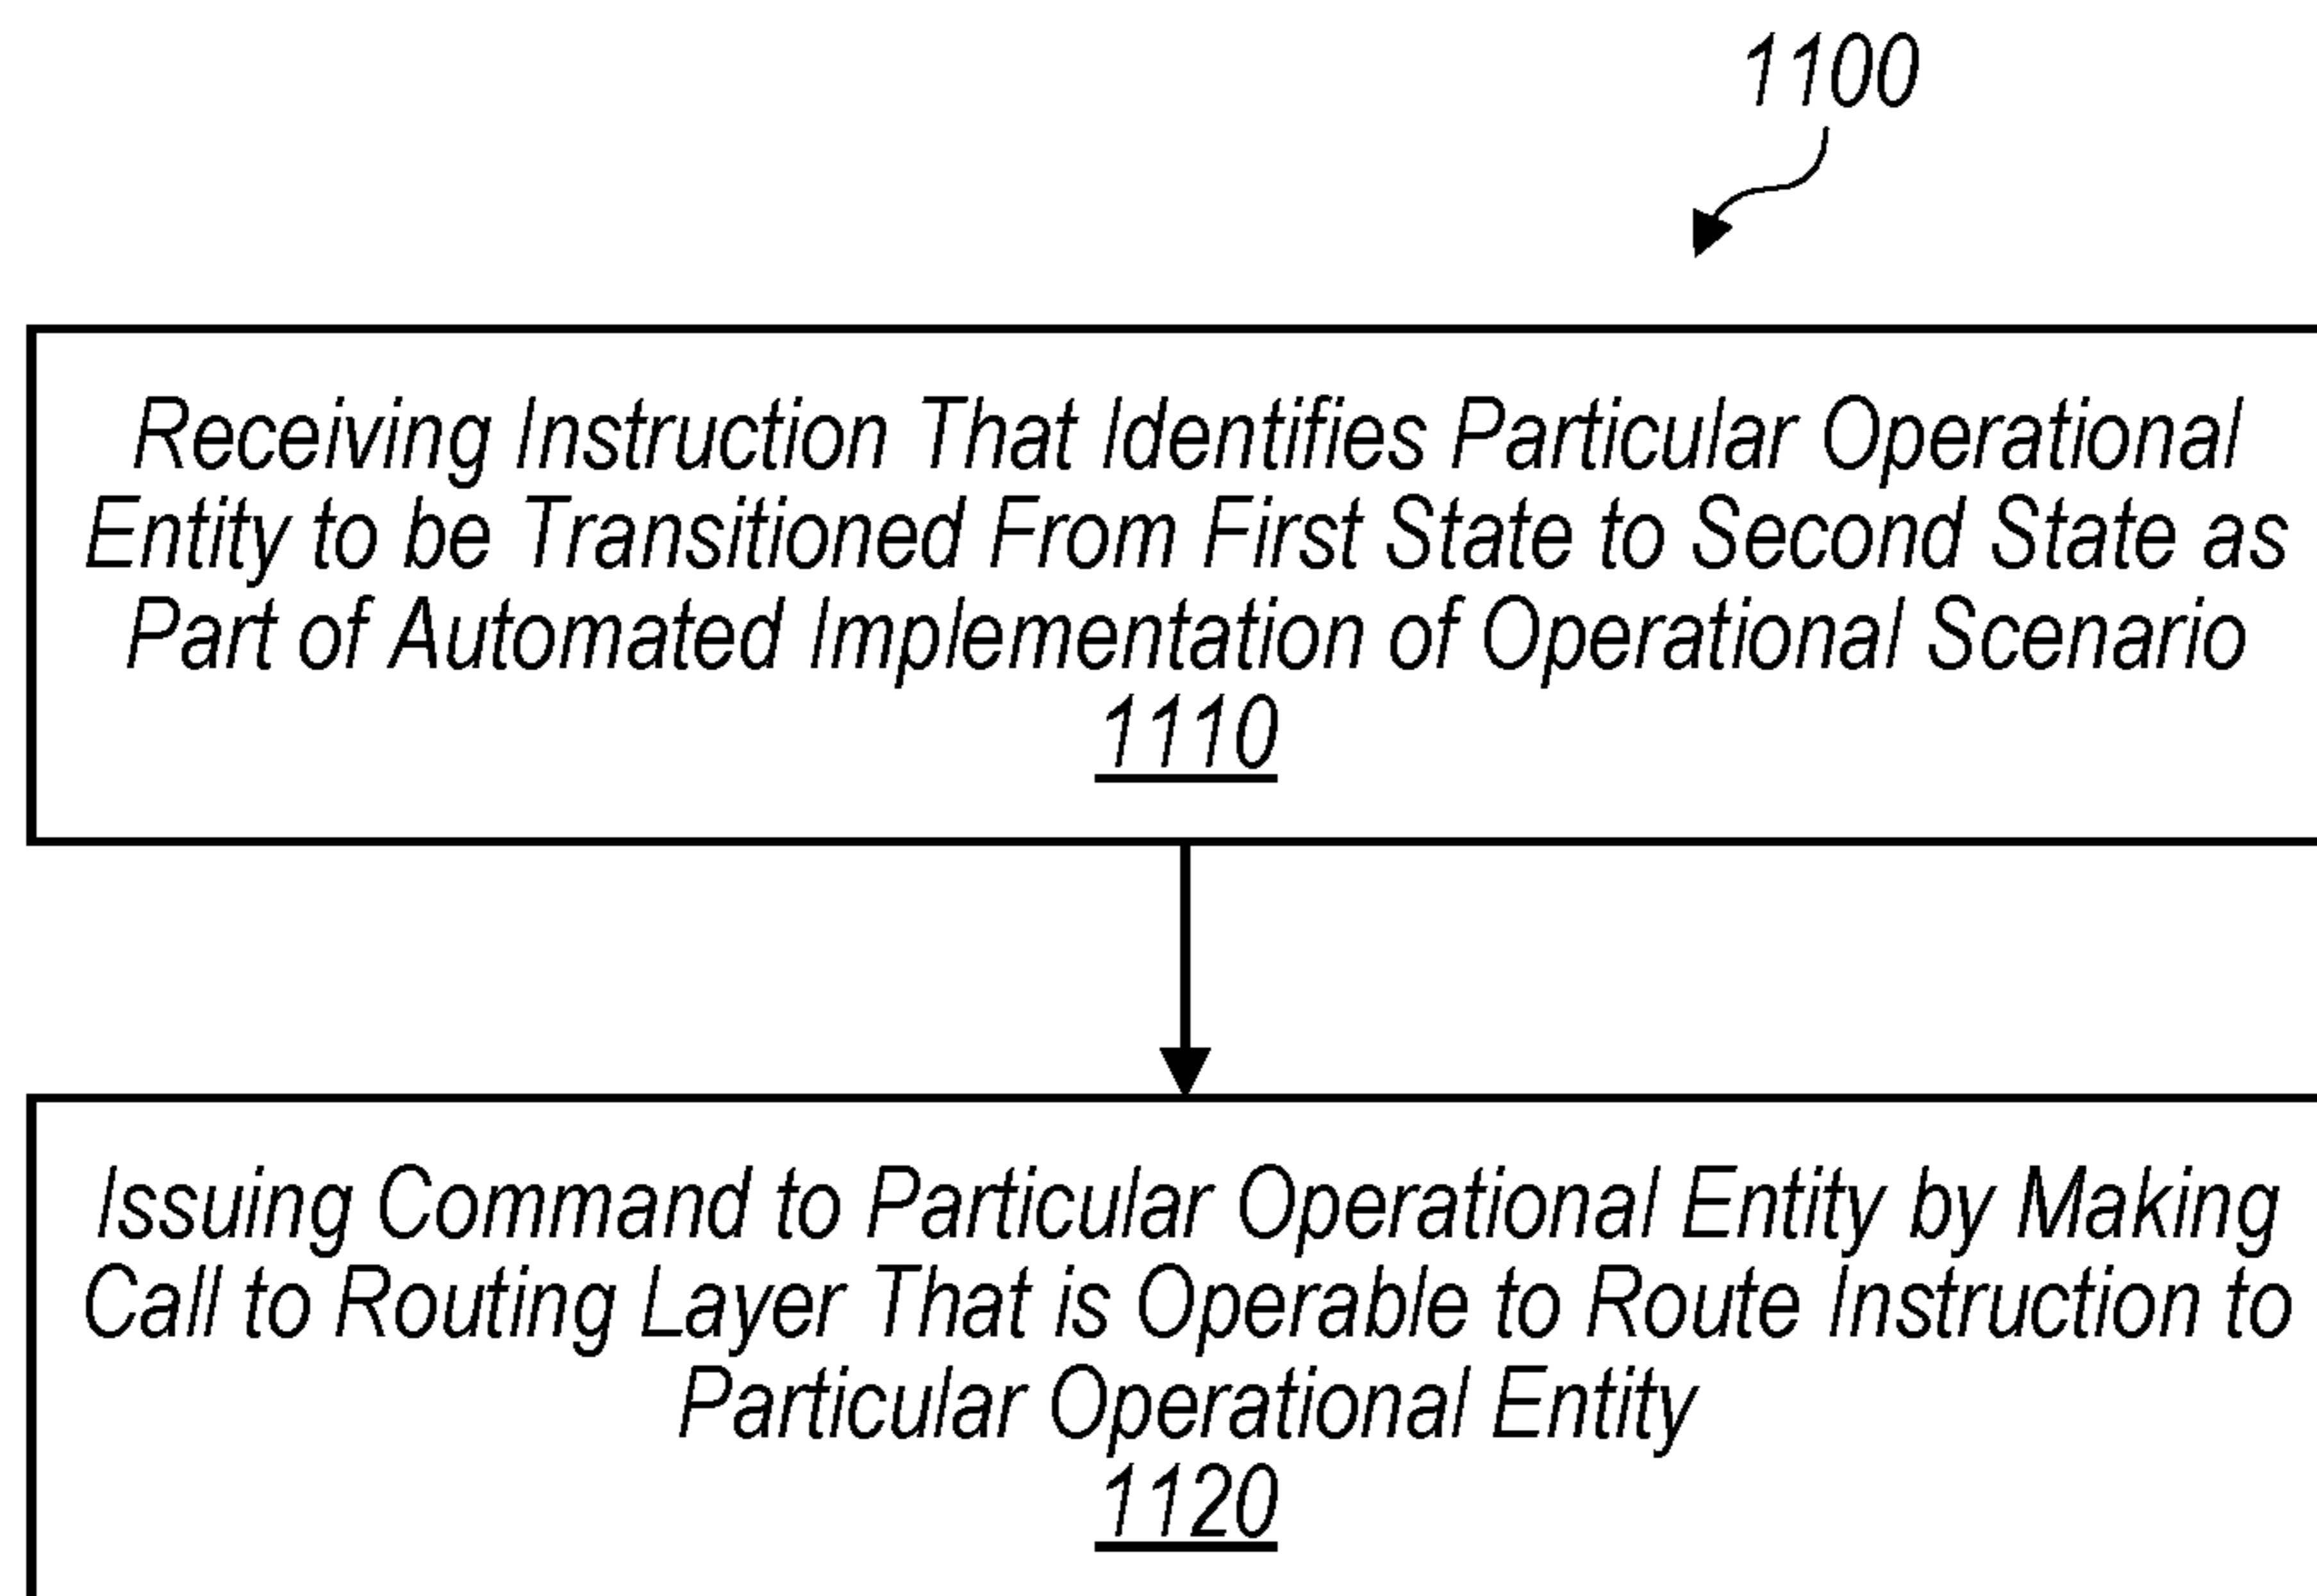 1100
Receiving Instruction That Identifies Particular Operational
Entity to be Transitioned From First State to Second State as
Part of Automated Implementation of Operational Scenario
1110
Issuing Command to Particular Operational Entity by Making
Call to Routing Layer That is Operable to Route Instruction to
Particular Operational Entity
1120